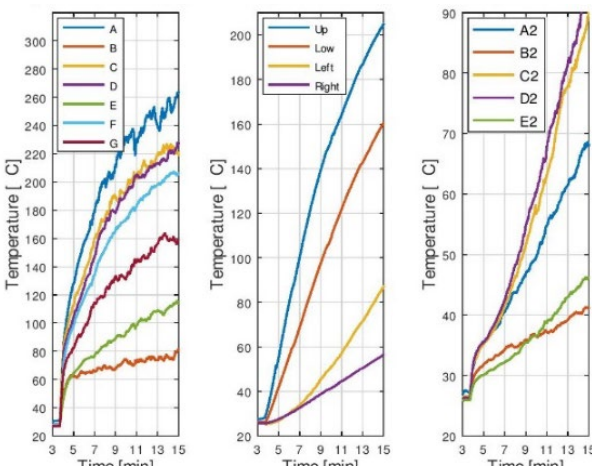 A
B
C
D
E
F
G
300
280
260
240
220
200
180
160
140
120
100
80
60
40
20
Temperature [ C]
3 5 7 9 11 13 15
Time [min]
Up
Low
Left
Right
200
180
160
140
120
100
80
60
40
20
Temperature [ C]
3 5 7 9 11 13 15
Time [min]
A2
B2
C2
D2
E2
90
80
70
60
50
40
30
20
Temperature [ C]
3 5 7 9 11 13 15
Time [min]